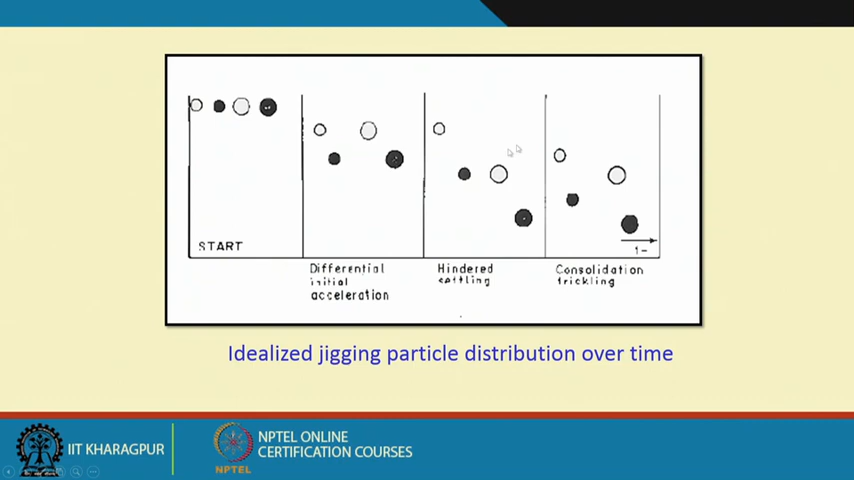 START
Differential
initial
acceleration
Hindered
settling
Consolidation
trickling
Idealized jigging particle distribution over time
IIT KHARAGPUR
NPTEL
NPTEL ONLINE
CERTIFICATION COURSES